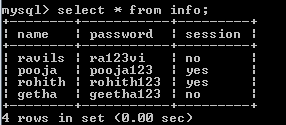 mysql> select * from info;
+---------+-----------+---------+
| name    | password  | session |
+---------+-----------+---------+
| ravils  | ra123vi   | no      |
| pooja   | pooja123  | yes     |
| rohith  | rohith123 | yes     |
| getha   | geetha123 | no      |
+---------+-----------+---------+
4 rows in set (0.00 sec)